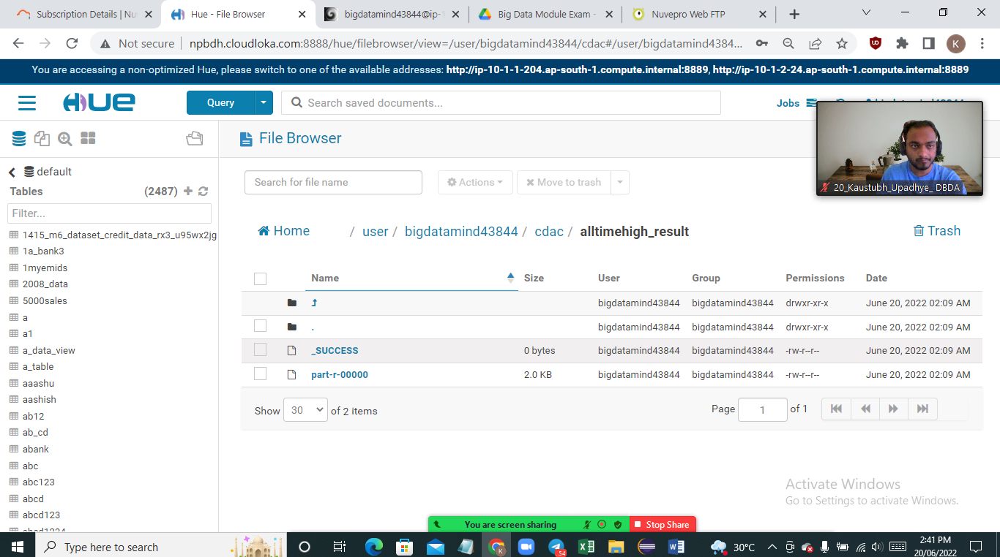 Subscription Details | Nu
Hue - File Browser
bigdatamind43844@ip-1
Big Data Module Exam -
Nuvepro Web FTP
Not secure
npbdh.cloudloka.com:8888/hue/filebrowser/view=/user/bigdatamind43844/cdac#/user/bigdatamind4384...
K
You are accessing a non-optimized Hue, please switch to one of the available addresses: http://ip-10-1-1-204.ap-south-1.compute.internal:8889, http://ip-10-1-2-24.ap-south-1.compute.internal:8889
HUE
Query
Search saved documents...
Jobs
File Browser
default
Tables
(2487)
Filter...
1415_m6_dataset_credit_data_rx3_u95wx2jg
1a_bank3
1myemids
2008_data
5000sales
a
a1
a_data_view
a_table
aaashu
aashish
ab12
ab_cd
abank
abc
abc123
abcd
abcd123
abcd1234
Search for file name
Actions
Move to trash
20_Kaustubh_Upadhye_ DBDA
Home / user / bigdatamind43844 / cdac / alltimehigh_result
Trash
Name Size User Group Permissions Date
bigdatamind43844 bigdatamind43844 drwxr-xr-x June 20, 2022 02:09 AM
. bigdatamind43844 bigdatamind43844 drwxr-xr-x June 20, 2022 02:09 AM
_SUCCESS 0 bytes bigdatamind43844 bigdatamind43844 -rw-r--r-- June 20, 2022 02:09 AM
part-r-00000 2.0 KB bigdatamind43844 bigdatamind43844 -rw-r--r-- June 20, 2022 02:09 AM
Show 30 of 2 items
Page 1 of 1
Activate Windows
Go to Settings to activate Windows.
You are screen sharing
Stop Share
Type here to search
54
30°C
2:41 PM
20/06/2022